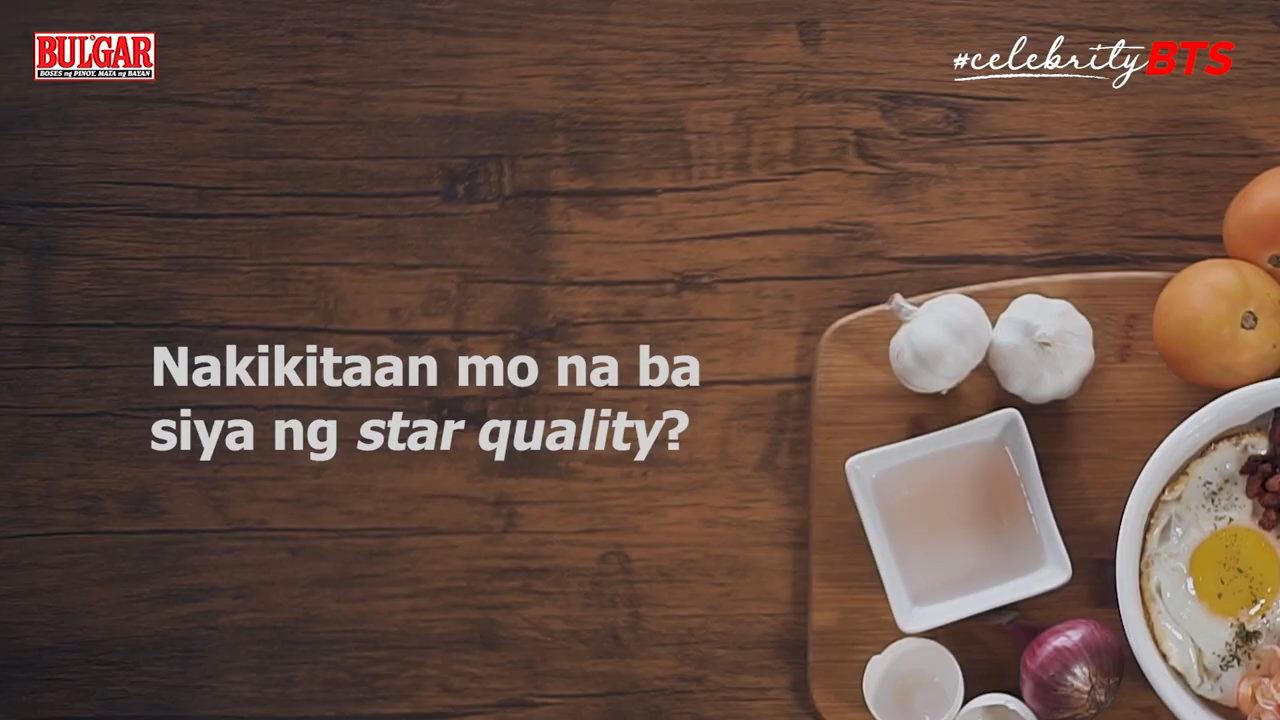 BULGAR
BOSES ng PINOY, MATA ng BAYAN
#celebrityBTS
Nakikitaan mo na ba
siya ng star quality?